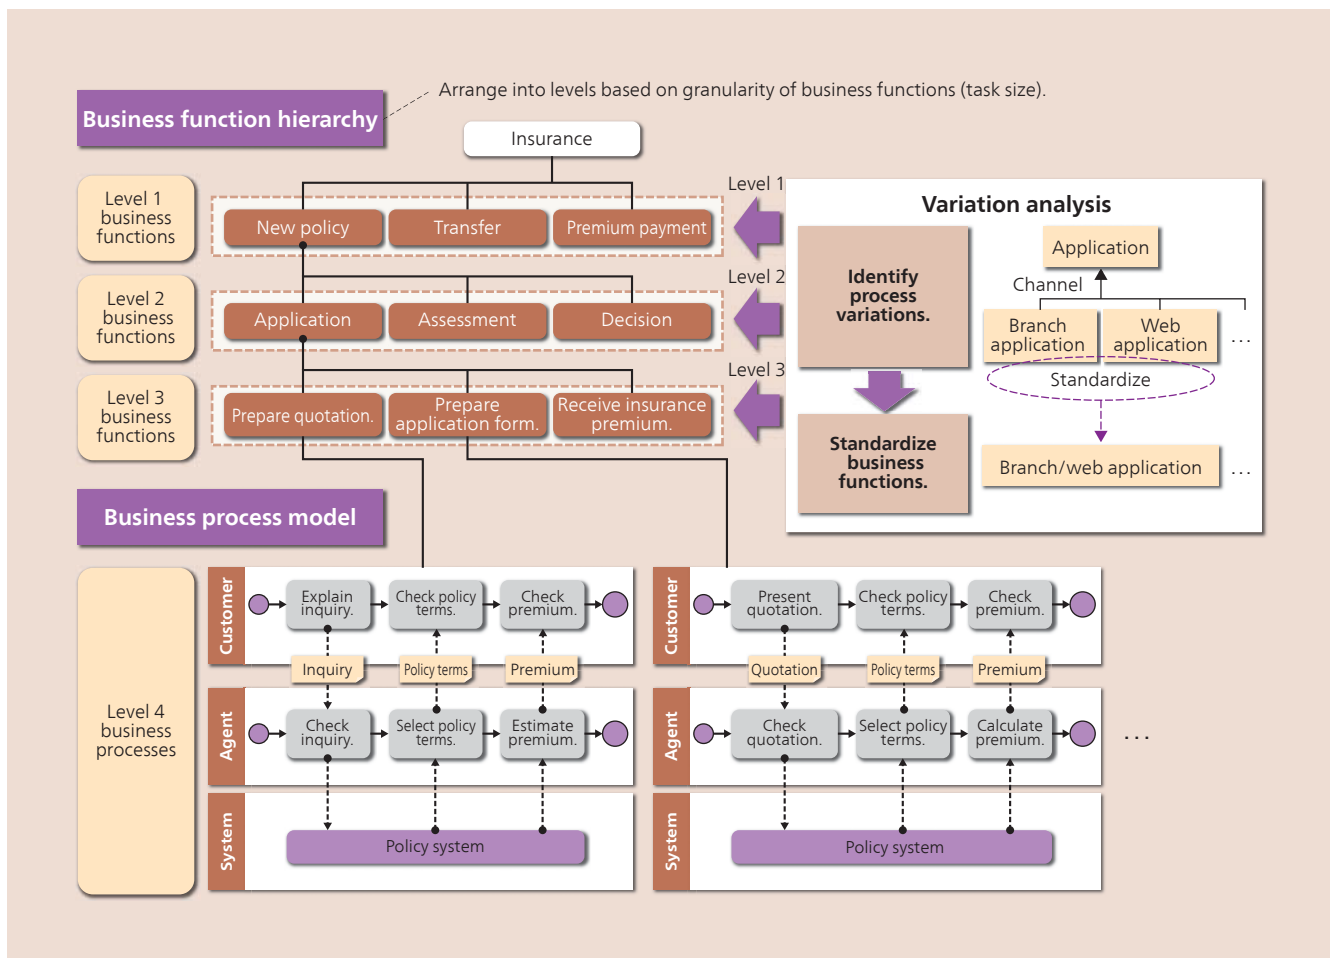 Business function hierarchy
Arrange into levels based on granularity of business functions (task size).
Insurance
Level 1
business
functions
New policy
Transfer
Premium payment
Level 1
Level 2
business
functions
Application
Assessment
Decision
Level 2
Level 3
business
functions
Prepare quotation.
Prepare
application form.
Receive insurance
premium.
Level 3
Variation analysis
Identify
process
variations.
Standardize
business
functions.
Application
Channel
Branch
application
Web
application
...
Standardize
Branch/web application
...
Business process model
Level 4
business
processes
Customer
Explain
inquiry.
Check policy
terms.
Check
premium.
Inquiry
Policy terms
Premium
Agent
Check
inquiry.
Select policy
terms.
Estimate
premium.
System
Policy system
Customer
Present
quotation.
Check policy
terms.
Check
premium.
Quotation
Policy terms
Premium
Agent
Check
quotation.
Select policy
terms.
Calculate
premium.
...
System
Policy system